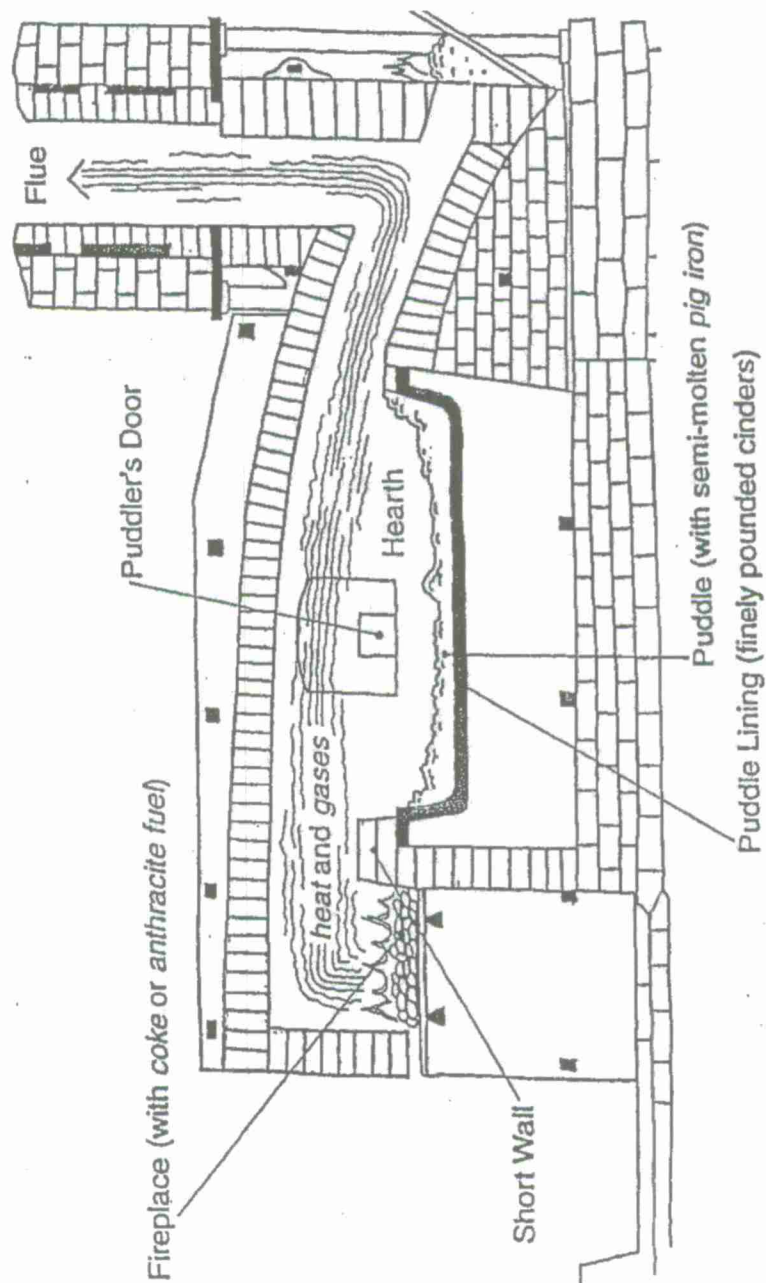 Flue
Puddler's Door
Hearth
heat and gases
Fireplace (with coke or anthracite fuel)
Short Wall
Puddle (with semi-molten pig iron)
Puddle Lining (finely pounded cinders)